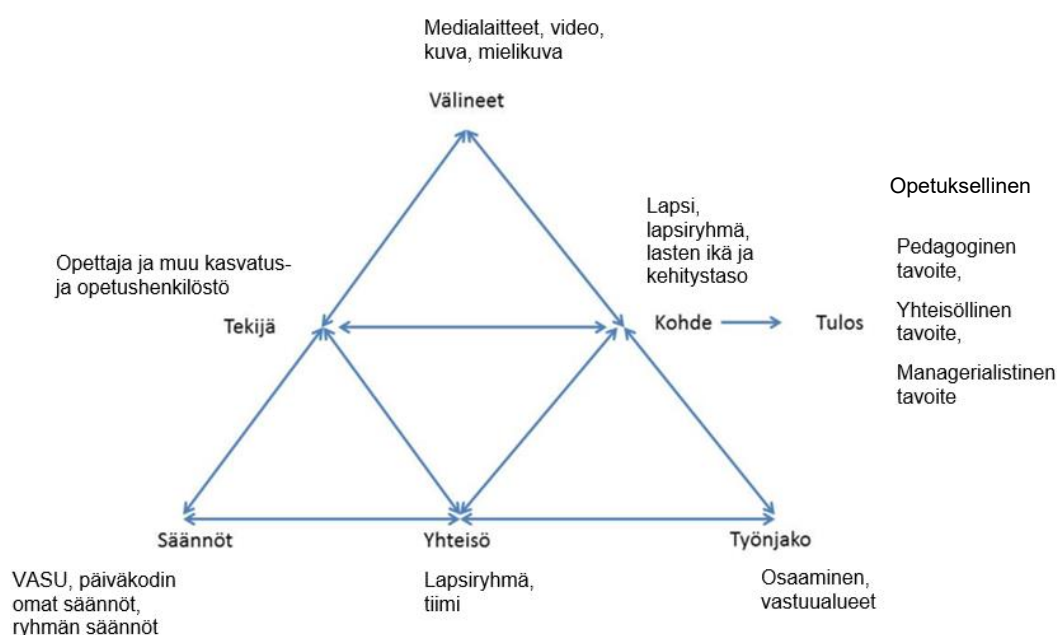 Medialaitteet, video,
kuva, mielikuva
Välineet
Opetuksellinen
Lapsi,
lapsiryhmä,
lasten ikä ja
kehitystaso
Opettaja ja muu kasvatus-
ja opetushenkilöstö
Pedagoginen
tavoite,
Tekijä
Kohde
Tulos
Yhteisöllinen
tavoite,
Managerialistinen
tavoite
Säännöt
Yhteisö
Työnjako
VASU, päiväkodin
omat säännöt,
ryhmän säännöt
Lapsiryhmä,
tiimi
Osaaminen,
vastuualueet